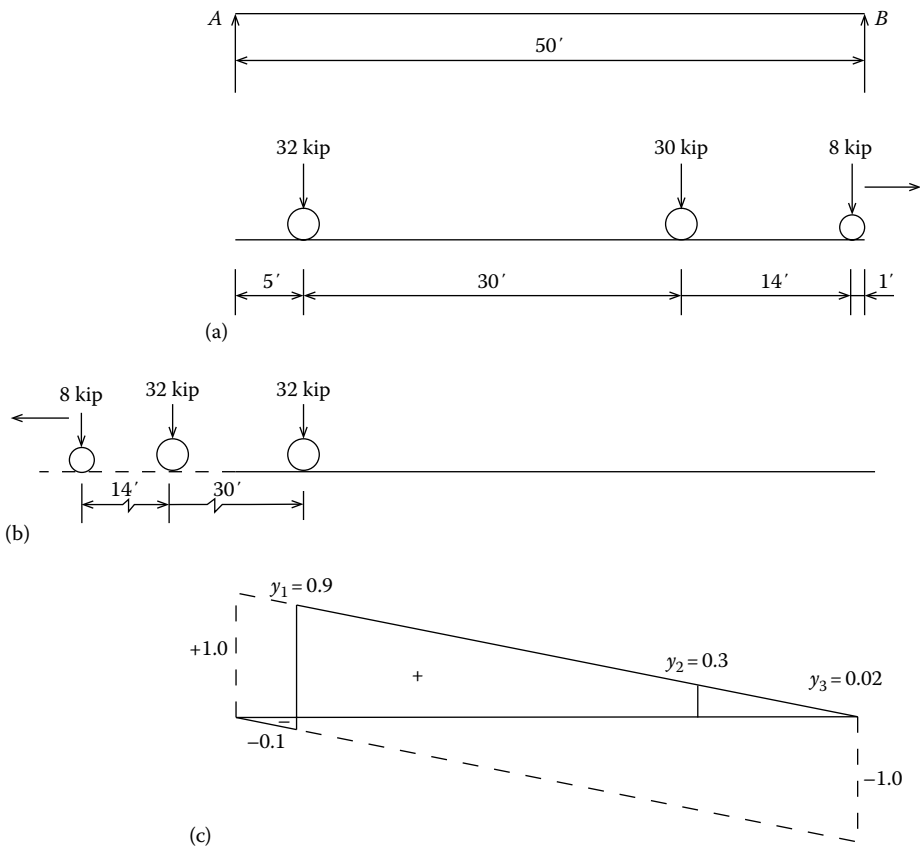 A B
50′
32 kip 30 kip 8 kip
5′ 30′ 14′ 1′
(a)
8 kip 32 kip 32 kip
14′ 30′
(b)
y1 = 0.9
+1.0
y2 = 0.3
y3 = 0.02
+
–
–0.1
–1.0
(c)